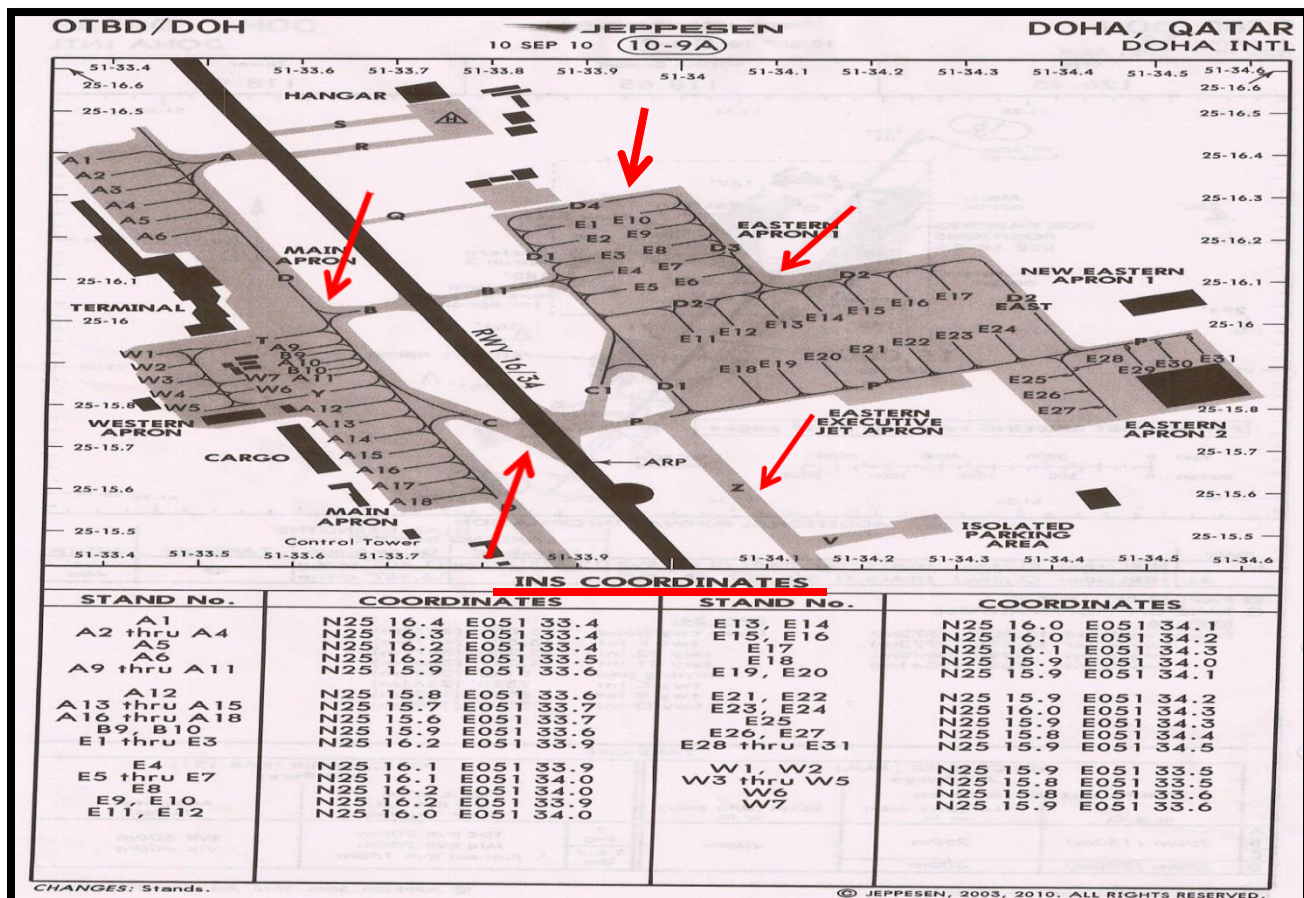 OTBD/DOH
JEPPESEN
DOHA, QATAR
10 SEP 10 10-9A
DOHA INTL
51-33.4 51-33.6 51-33.7 51-33.8 51-33.9 51-34 51-34.1 51-34.2 51-34.3 51-34.4 51-34.5 51-34.6
25-16.6 25-16.6
25-16.5 25-16.5
HANGAR
S
R
A
25-16.4
A1
A2
A3
A4
A5
A6
25-16.3
Q
D4
E1 E10
E2 E9
E3 E8
E4 E7
E5 E6
D1
D3
EASTERN
APRON 1
25-16.2
MAIN
APRON
D
B
B1
D2
D2
NEW EASTERN
APRON 1
25-16.1 25-16.1
TERMINAL
25-16 25-16
E11 E12 E13 E14 E15 E16 E17
D2
EAST
E18 E19 E20 E21 E22 E23 E24
RWY 16/34
T
W1
W2
W3
W4
W5
A9
B9
A10
B10
W7 A11
W6 Y
A12
A13
A14
A15
A16
A17
A18
P
E28
E29 E30 E31
E25
E26
E27
C1 D1
P
C
P
25-15.8 25-15.8
WESTERN
APRON
EASTERN
EXECUTIVE
JET APRON
EASTERN
APRON 2
25-15.7 25-15.7
CARGO
ARP
Z
25-15.6 25-15.6
MAIN
APRON
Control Tower
V
ISOLATED
PARKING
AREA
25-15.5 25-15.5
51-33.4 51-33.6 51-33.7 51-33.9 51-34.1 51-34.2 51-34.3 51-34.4 51-34.5 51-34.6
INS COORDINATES
STAND No. COORDINATES STAND No. COORDINATES
A1 N25 16.4 E051 33.4 E13, E14 N25 16.0 E051 34.1
A2 thru A4 N25 16.3 E051 33.4 E15, E16 N25 16.0 E051 34.2
A5 N25 16.2 E051 33.4 E17 N25 16.1 E051 34.3
A6 N25 16.2 E051 33.5 E18 N25 15.9 E051 34.0
A9 thru A11 N25 15.9 E051 33.6 E19, E20 N25 15.9 E051 34.1
A12 N25 15.8 E051 33.6 E21, E22 N25 15.9 E051 34.2
A13 thru A15 N25 15.7 E051 33.7 E23, E24 N25 16.0 E051 34.3
A16 thru A18 N25 15.6 E051 33.7 E25 N25 15.9 E051 34.3
B9, B10 N25 15.9 E051 33.6 E26, E27 N25 15.8 E051 34.4
E1 thru E3 N25 16.2 E051 33.9 E28 thru E31 N25 15.9 E051 34.5
E4 N25 16.1 E051 33.9 W1, W2 N25 15.9 E051 33.5
E5 thru E7 N25 16.1 E051 34.0 W3 thru W5 N25 15.8 E051 33.5
E8 N25 16.2 E051 34.0 W6 N25 15.8 E051 33.6
E9, E10 N25 16.2 E051 33.9 W7 N25 15.9 E051 33.6
E11, E12 N25 16.0 E051 34.0
CHANGES: Stands.
© JEPPESEN, 2003, 2010. ALL RIGHTS RESERVED.